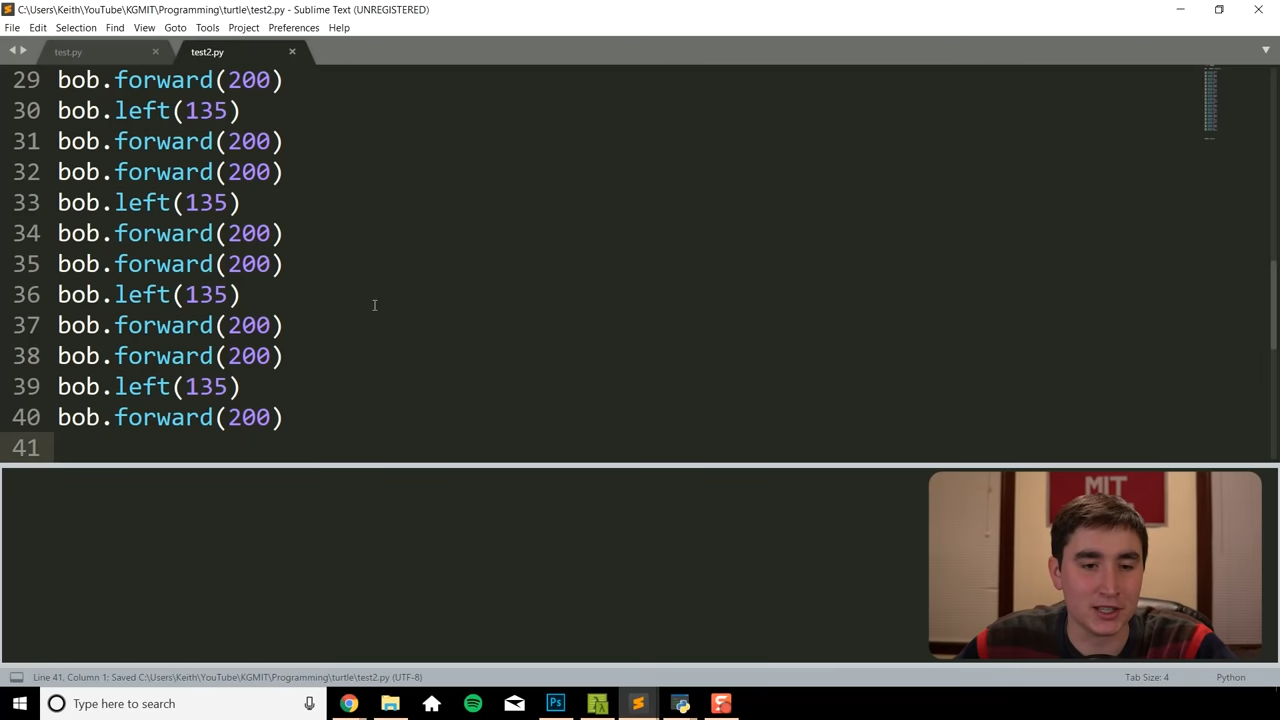 C:\Users\Keith\YouTube\KGMIT\Programming\turtle\test2.py - Sublime Text (UNREGISTERED)
File Edit Selection Find View Goto Tools Project Preferences Help
test.py test2.py
29 bob.forward(200)
30 bob.left(135)
31 bob.forward(200)
32 bob.forward(200)
33 bob.left(135)
34 bob.forward(200)
35 bob.forward(200)
36 bob.left(135)
37 bob.forward(200)
38 bob.forward(200)
39 bob.left(135)
40 bob.forward(200)
41
MIT
Line 41, Column 1: Saved C:\Users\Keith\YouTube\KGMIT\Programming\turtle\test2.py (UTF-8) Tab Size: 4 Python
Type here to search